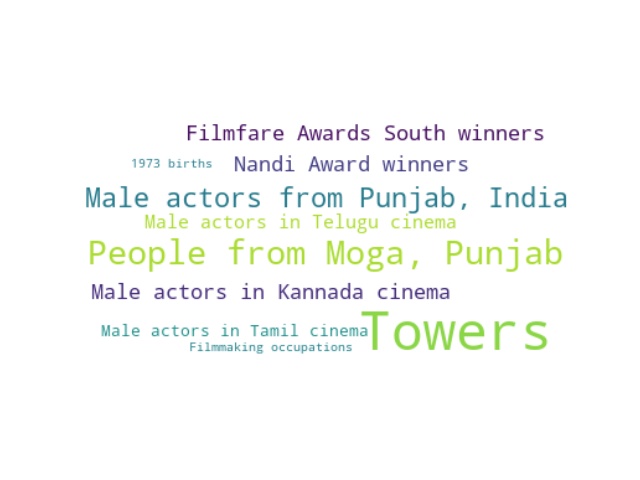 Filmfare Awards South winners
1973 births Nandi Award winners
Male actors from Punjab, India
Male actors in Telugu cinema
People from Moga, Punjab
Male actors in Kannada cinema
Male actors in Tamil cinema Towers
Filmmaking occupations